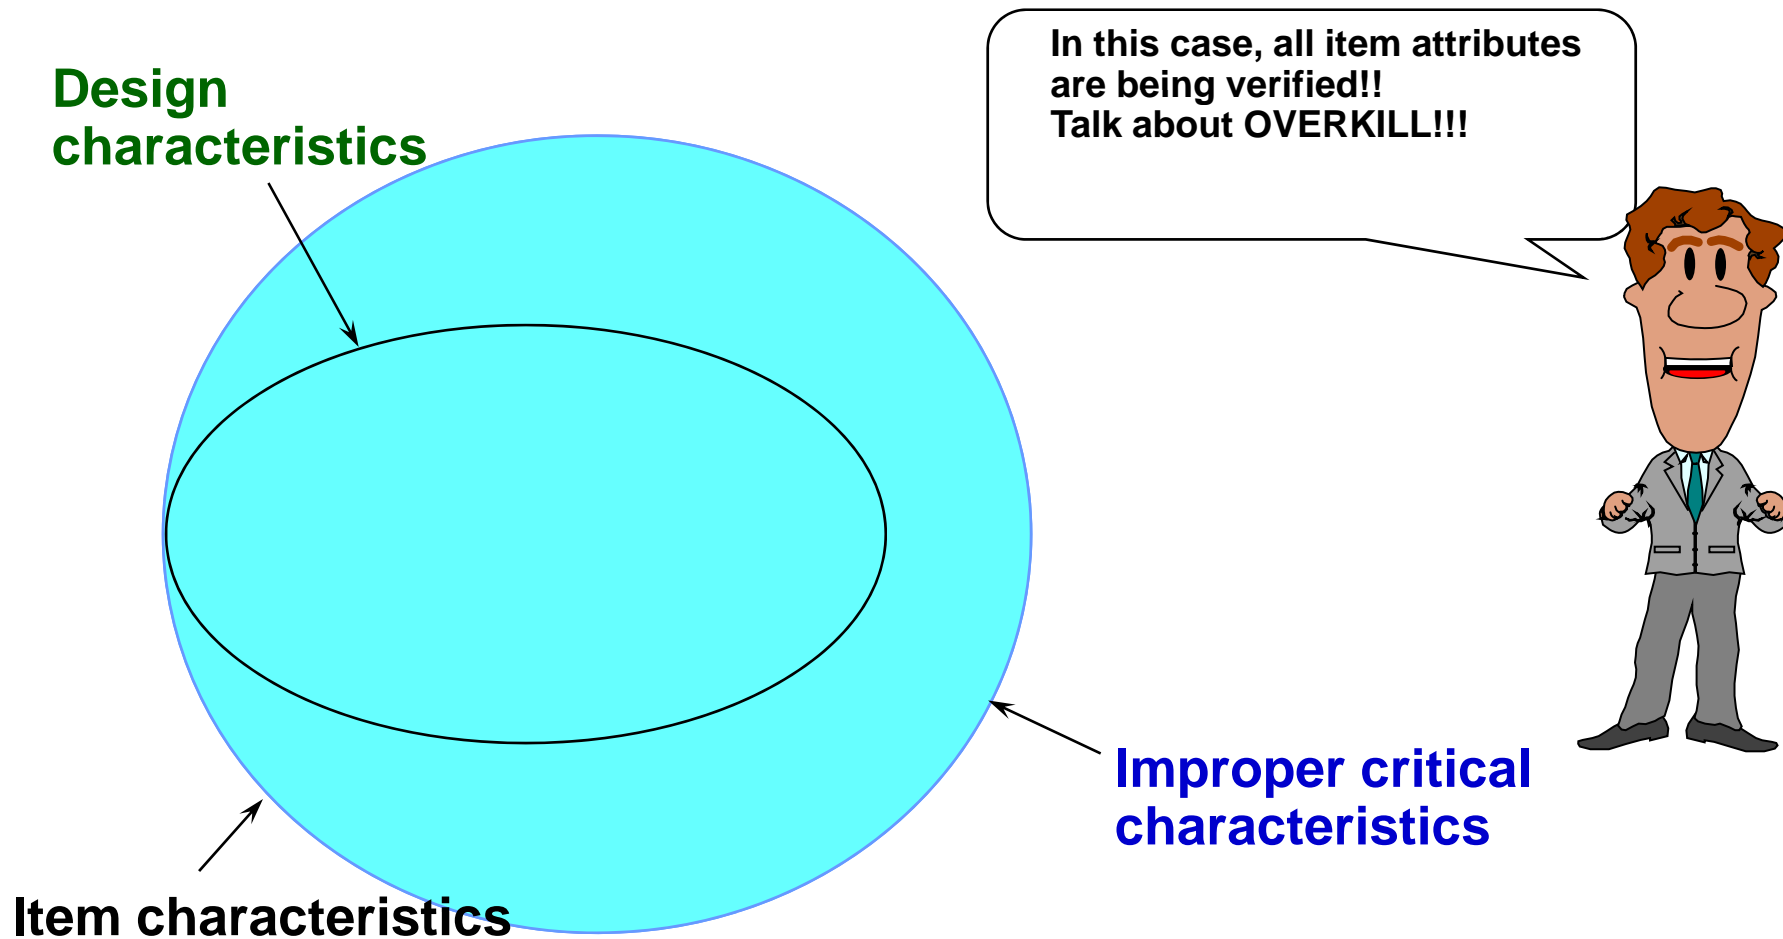 In this case, all item attributes
are being verified!!
Talk about OVERKILL!!!
Design
characteristics
Improper critical
characteristics
Item characteristics